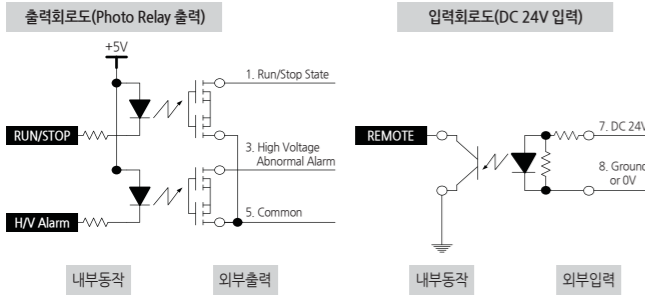 출력회로도(Photo Relay 출력)
+5V
1. Run/Stop State
RUN/STOP
3. High Voltage
Abnormal Alarm
H/V Alarm
5. Common
내부동작
외부출력
입력회로도(DC 24V 입력)
REMOTE
7. DC 24V
8. Ground
or 0V
내부동작
외부입력